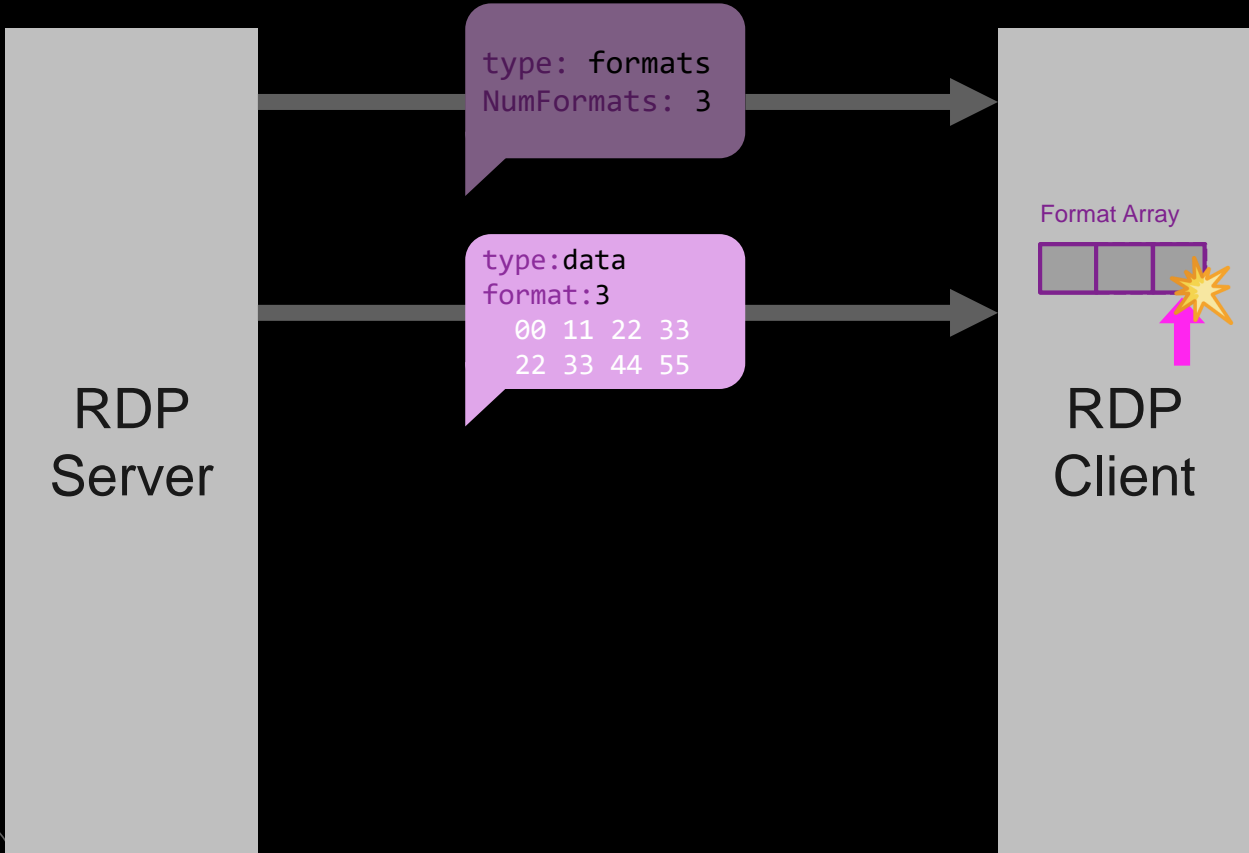 type: formats
NumFormats: 3
Format Array
type:data
format:3
00 11 22 33
22 33 44 55
RDP
Server
RDP
Client